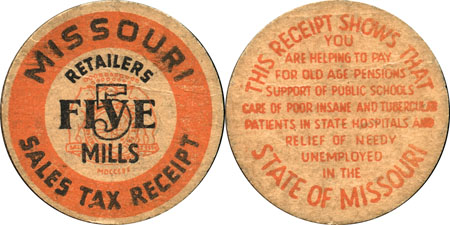 MISSOURI
RETAILERS
5
FIVE
MILLS
SALES TAX RECEIPT
THIS RECEIPT SHOWS THAT
YOU
ARE HELPING TO PAY
FOR OLD AGE PENSIONS
SUPPORT OF PUBLIC SCHOOLS
CARE OF POOR INSANE AND TUBERCULAR
PATIENTS IN STATE HOSPITALS AND
RELIEF OF NEEDY
UNEMPLOYED
IN THE
STATE OF MISSOURI